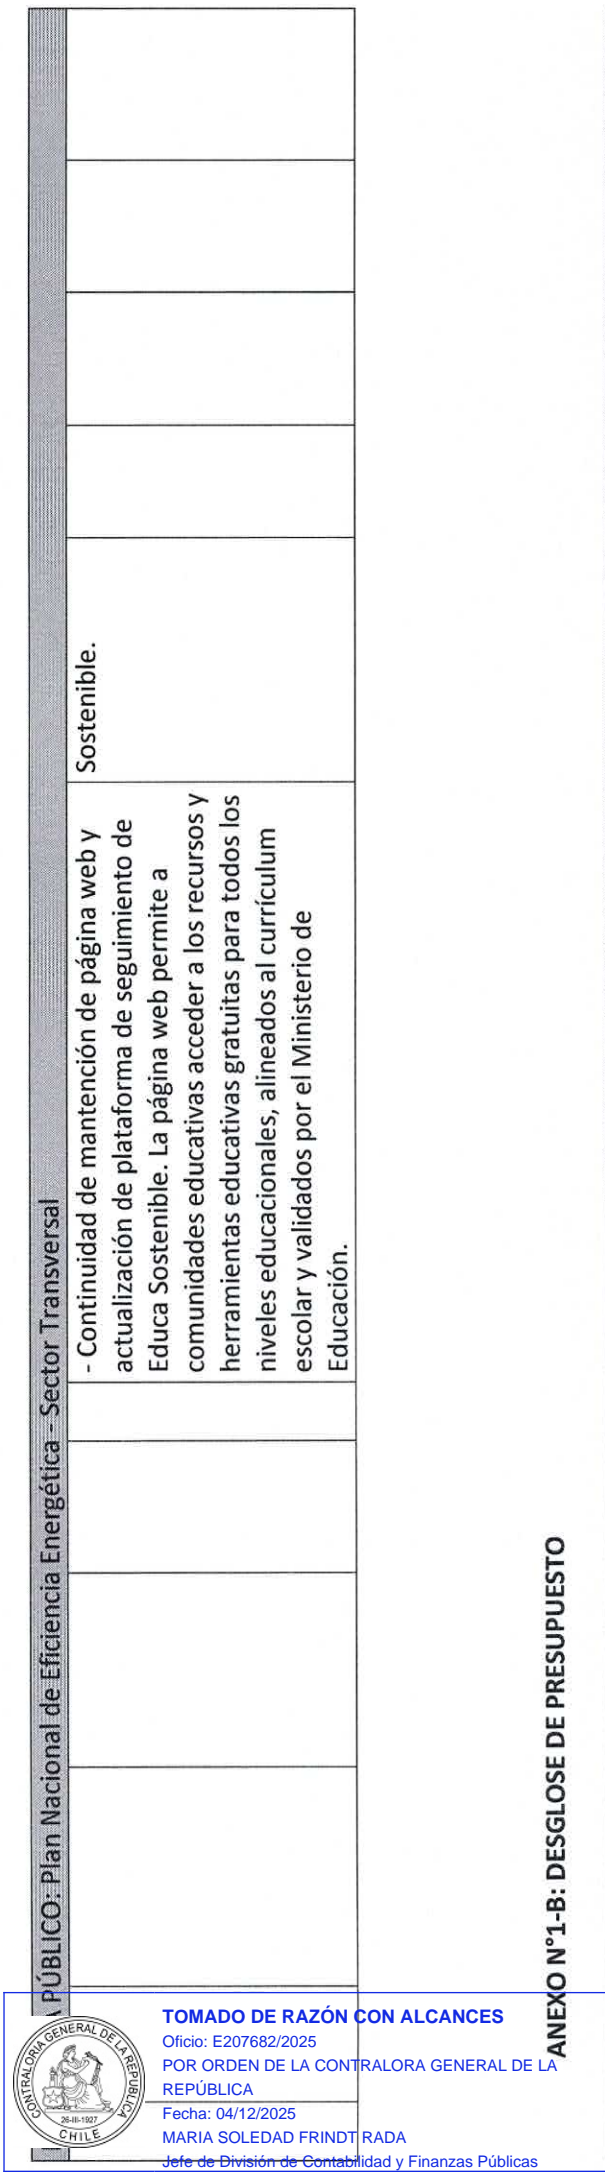 PÚBLICO: Plan Nacional de Eficiencia Energética – Sector Transversal
- Continuidad de mantención de página web y
actualización de plataforma de seguimiento de
Educa Sostenible. La página web permite a
comunidades educativas acceder a los recursos y
herramientas educativas gratuitas para todos los
niveles educacionales, alineados al currículum
escolar y validados por el Ministerio de
Educación.
Sostenible.
ANEXO N°1-B: DESGLOSE DE PRESUPUESTO
CONTRALORIA GENERAL DE LA REPUBLICA
26-III-1927
CHILE
TOMADO DE RAZÓN CON ALCANCES
Oficio: E207682/2025
POR ORDEN DE LA CONTRALORA GENERAL DE LA
REPÚBLICA
Fecha: 04/12/2025
MARIA SOLEDAD FRINDT RADA
Jefe de División de Contabilidad y Finanzas Públicas